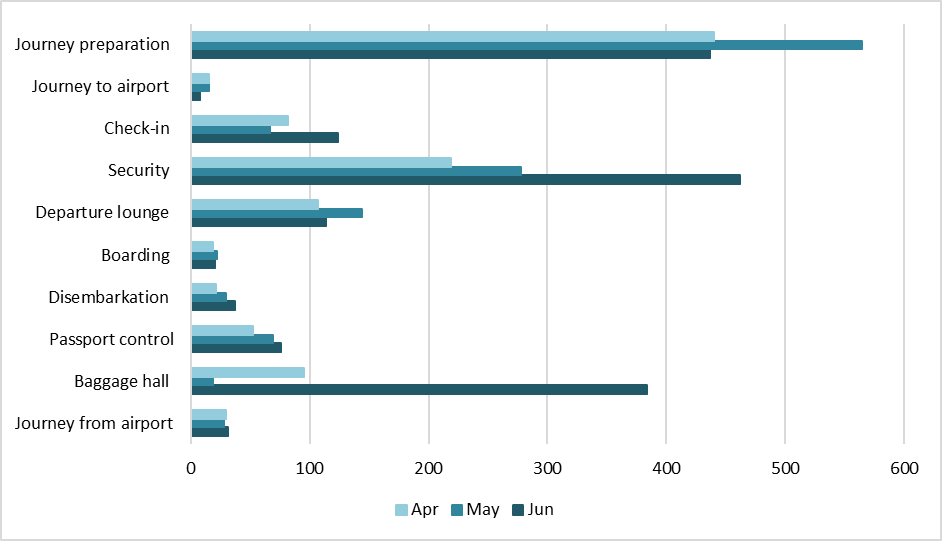 Journey preparation
Journey to airport
Check-in
Security
Departure lounge
Boarding
Disembarkation
Passport control
Baggage hall
Journey from airport
0 100 200 300 400 500 600
Apr May Jun